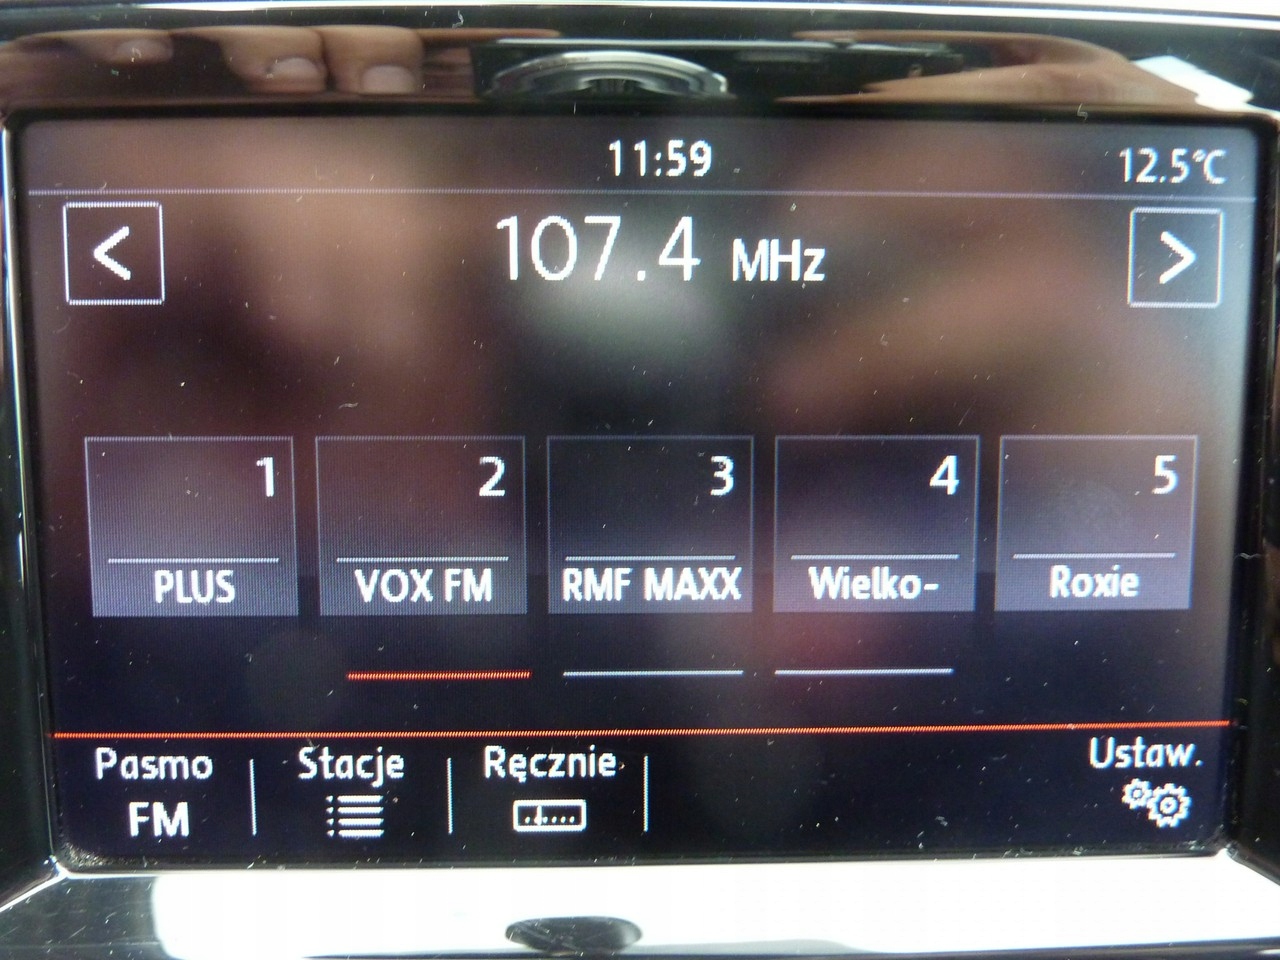 11:59
12.5°C
<
107.4 MHz
>
1
2
3
4
5
PLUS
VOX FM
RMF MAXX
Wielko-
Roxie
Pasmo
FM
Stacje
Ręcznie
Ustaw.